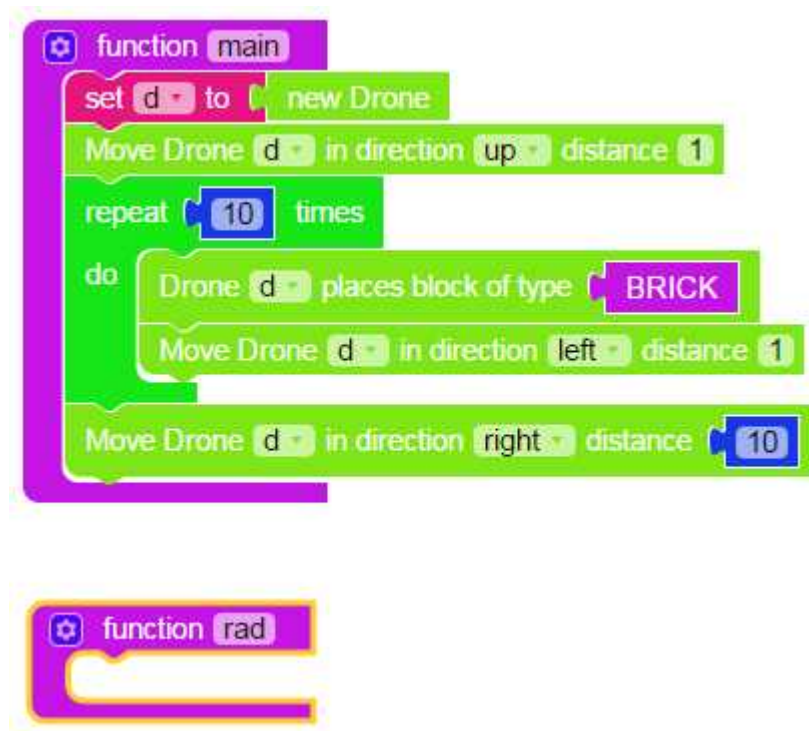 function main
set d to new Drone
Move Drone d in direction up distance 1
repeat 10 times
do
Drone d places block of type BRICK
Move Drone d in direction left distance 1
Move Drone d in direction right distance 10
function rad